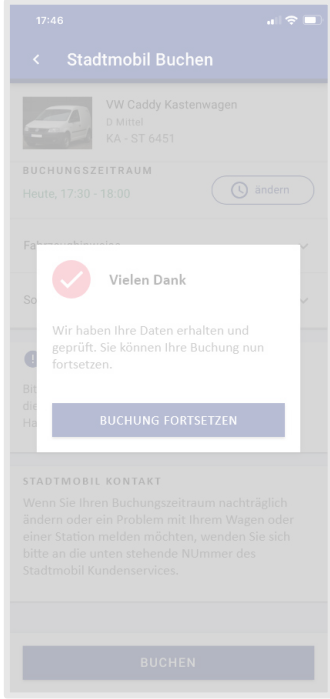 17:46
Stadtmobil Buchen
VW Caddy Kastenwagen
D Mittel
KA - ST 6451
BUCHUNGSZEITRAUM
Heute, 17:30 - 18:00
ändern
Vielen Dank
Wir haben Ihre Daten erhalten und
geprüft. Sie können Ihre Buchung nun
fortsetzen.
BUCHUNG FORTSETZEN
STADTMOBIL KONTAKT
Wenn Sie Ihren Buchungszeitraum nachträglich
ändern oder ein Problem mit Ihrem Wagen oder
einer Station melden möchten, wenden Sie sich
bitte an die unten stehende NUmmer des
Stadtmobil Kundenservices.
BUCHEN